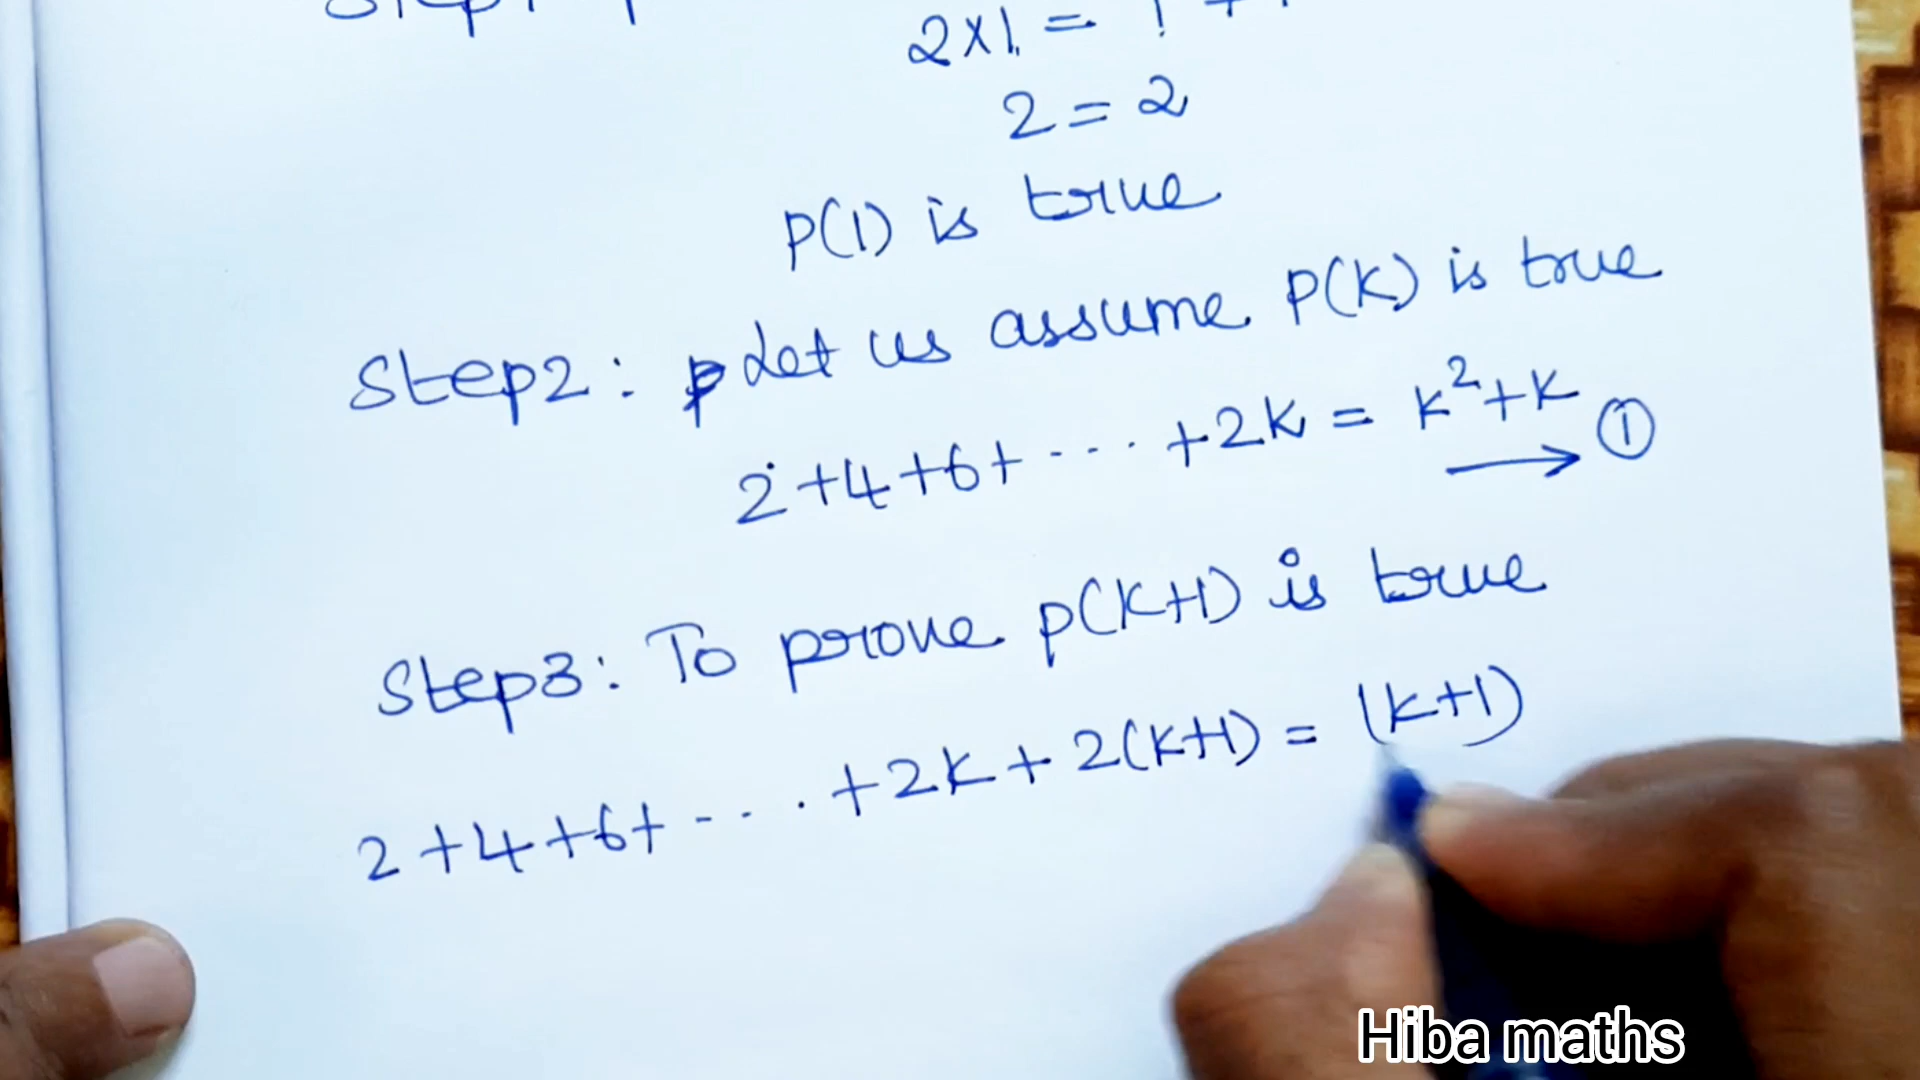 2×1 =
2 = 2
P(1) is true
Step2: Let us assume P(K) is true
2+4+6+ ---· +2K = K²+K
→ ①
Step3: To prove P(K+1) is true
2+4+6+ --·· +2K+2(K+1) = (K+1)
Hiba maths